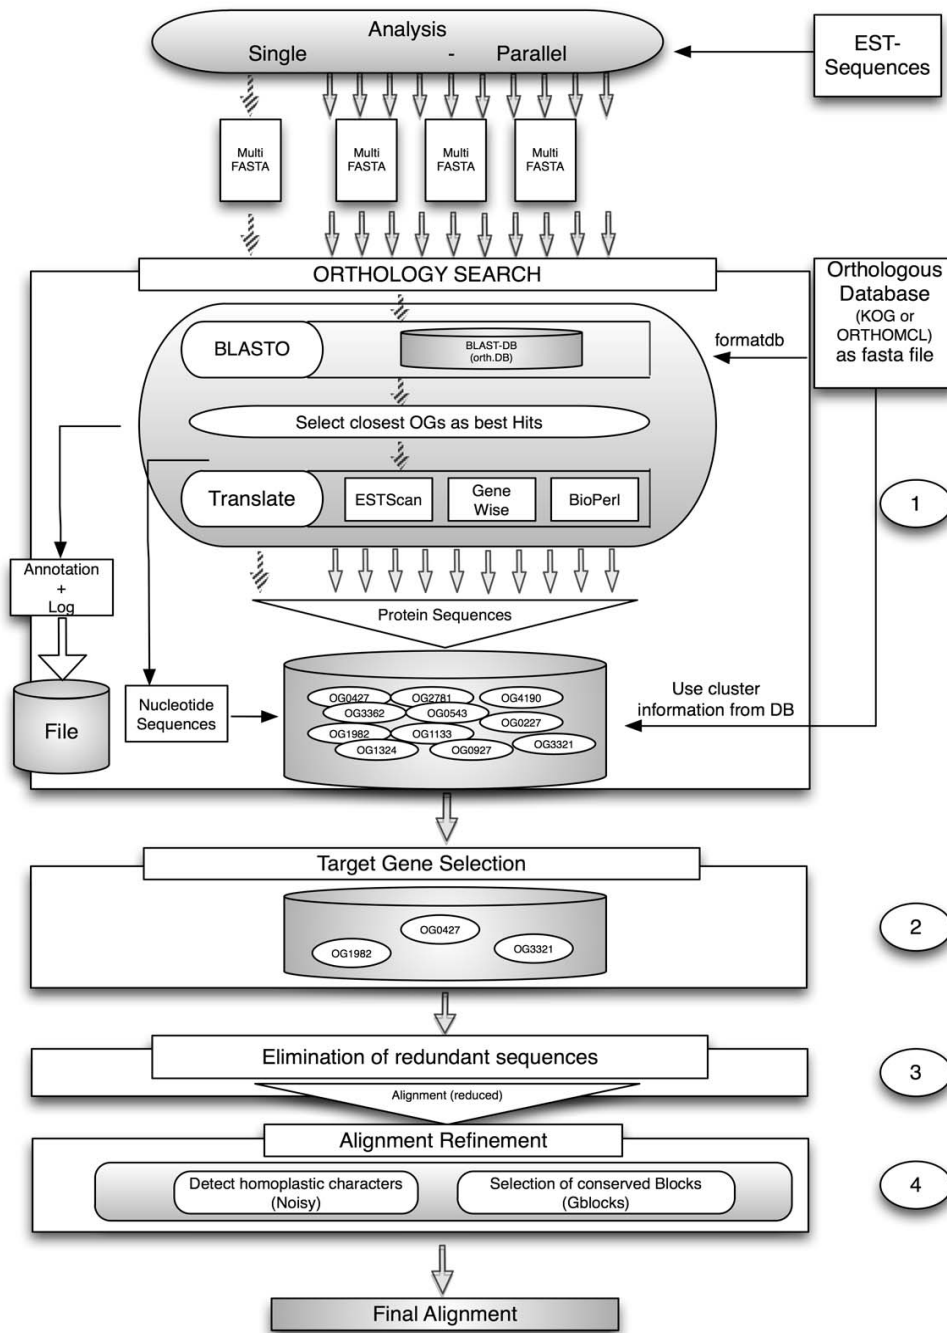 Analysis
Single - Parallel
EST-
Sequences
Multi
FASTA
Multi
FASTA
Multi
FASTA
Multi
FASTA
ORTHOLOGY SEARCH
Orthologous
Database
(KOG or
ORTHOMCL)
as fasta file
BLASTO
BLAST-DB
(orth.DB)
formatdb
Select closest OGs as best Hits
Translate
ESTScan
Gene
Wise
BioPerl
1
Annotation
+
Log
Protein Sequences
File
Nucleotide
Sequences
OG0427
OG2781
OG4190
OG3362
OG0543
OG0227
OG1982
OG1133
OG3321
OG1324
OG0927
Use cluster
information from DB
Target Gene Selection
OG0427
OG1982
OG3321
2
Elimination of redundant sequences
3
Alignment (reduced)
Alignment Refinement
Detect homoplastic characters
(Noisy)
Selection of conserved Blocks
(Gblocks)
4
Final Alignment